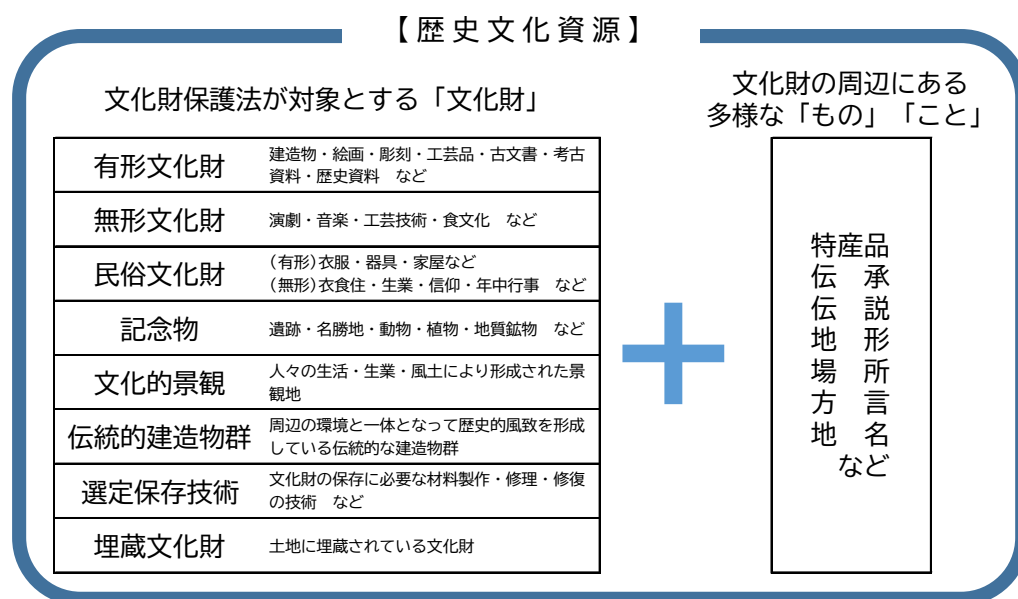 【歴史文化資源】
文化財保護法が対象とする「文化財」
有形文化財
建造物・絵画・彫刻・工芸品・古文書・考古
資料・歴史資料　など
無形文化財
演劇・音楽・工芸技術・食文化　など
民俗文化財
(有形)衣服・器具・家屋など
(無形)衣食住・生業・信仰・年中行事　など
記念物
遺跡・名勝地・動物・植物・地質鉱物　など
文化的景観
人々の生活・生業・風土により形成された景
観地
伝統的建造物群
周辺の環境と一体となって歴史的風致を形成
している伝統的な建造物群
選定保存技術
文化財の保存に必要な材料製作・修理・修復
の技術　など
埋蔵文化財
土地に埋蔵されている文化財
文化財の周辺にある
多様な「もの」「こと」
特産品
伝　承
伝　説
地　形
場　所
方　言
地　名
など